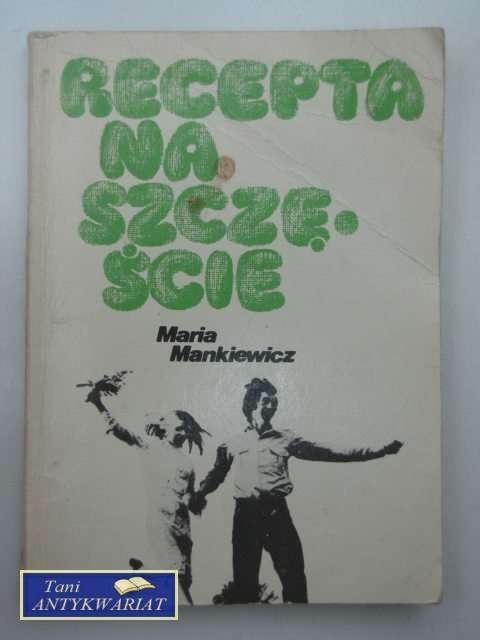 RECEPTA
NA
SZCZĘ-
ŚCIE
Maria
Mankiewicz
Tani
ANTYKWARIAT